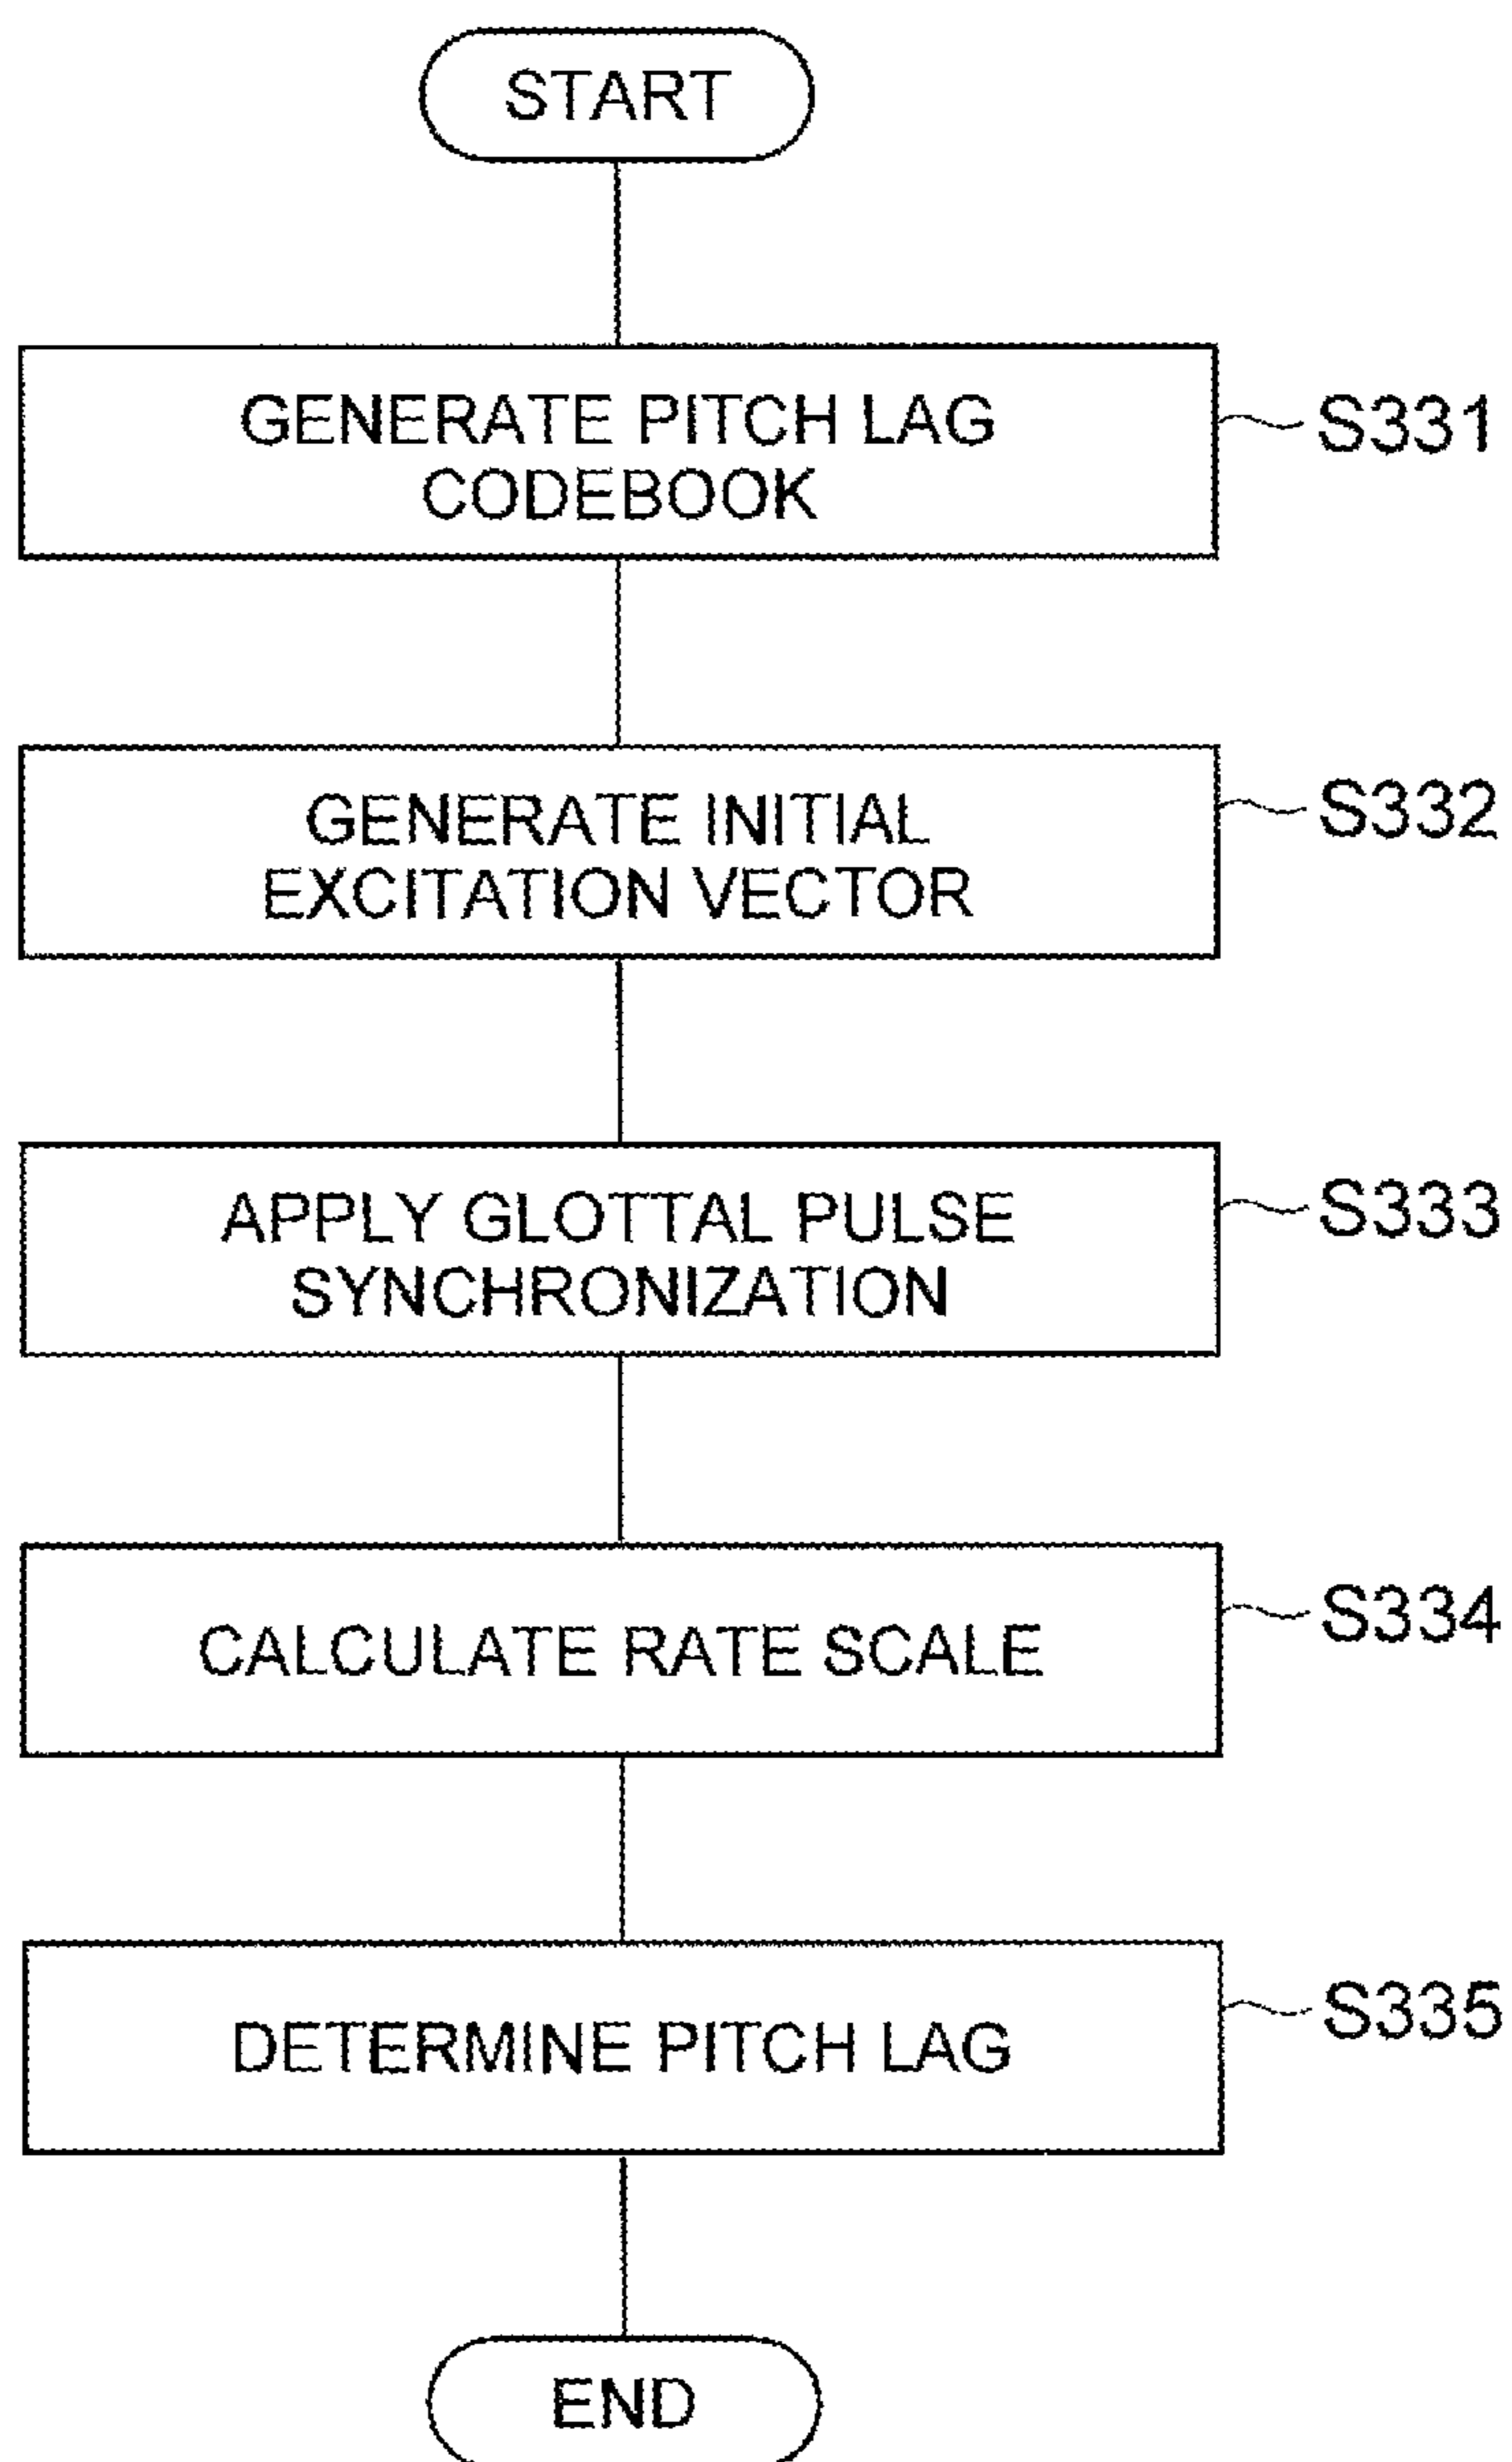 START
GENERATE PITCH LAG
CODEBOOK
S331
GENERATE INITIAL
EXCITATION VECTOR
S332
APPLY GLOTTAL PULSE
SYNCHRONIZATION
S333
CALCULATE RATE SCALE
S334
DETERMINE PITCH LAG
S335
END